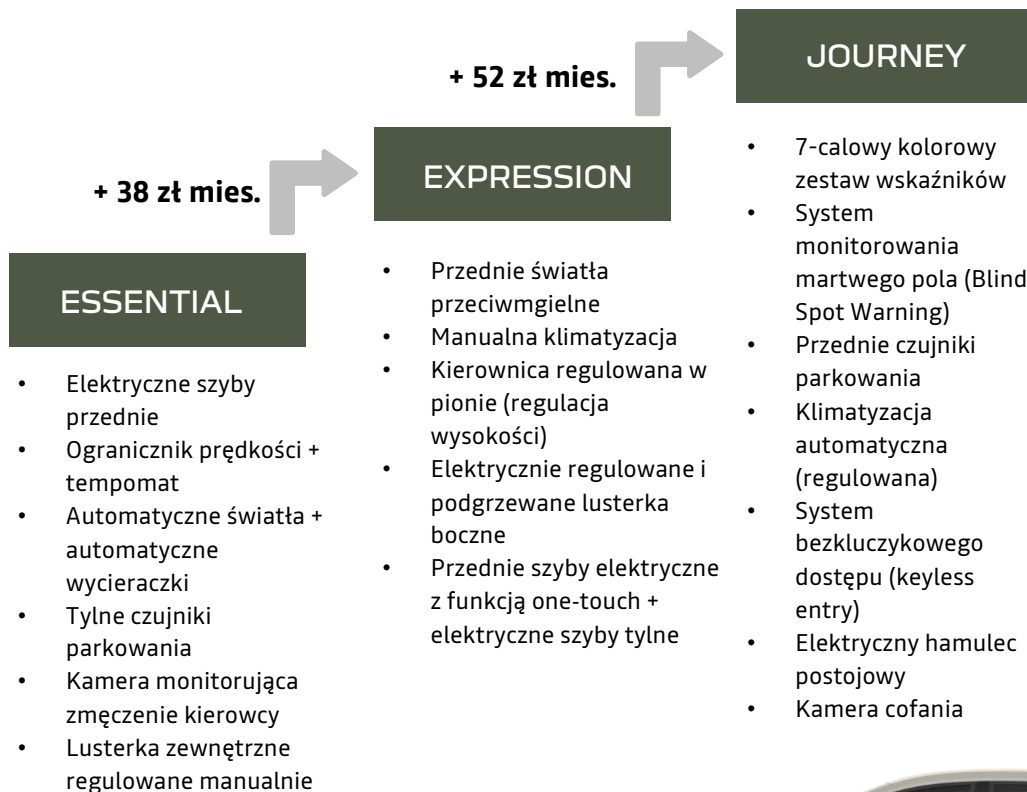 + 38 zł mies.
ESSENTIAL
• Elektryczne szyby
przednie
• Ogranicznik prędkości +
tempomat
• Automatyczne światła +
automatyczne
wycieraczki
• Tylne czujniki
parkowania
• Kamera monitorująca
zmęczenie kierowcy
• Lusterka zewnętrzne
regulowane manualnie
+ 52 zł mies.
EXPRESSION
• Przednie światła
przeciwmgielne
• Manualna klimatyzacja
• Kierownica regulowana w
pionie (regulacja
wysokości)
• Elektrycznie regulowane i
podgrzewane lusterka
boczne
• Przednie szyby elektryczne
z funkcją one-touch +
elektryczne szyby tylne
JOURNEY
• 7-calowy kolorowy
zestaw wskaźników
• System
monitorowania
martwego pola (Blind
Spot Warning)
• Przednie czujniki
parkowania
• Klimatyzacja
automatyczna
(regulowana)
• System
bezkluczykowego
dostępu (keyless
entry)
• Elektryczny hamulec
postojowy
• Kamera cofania